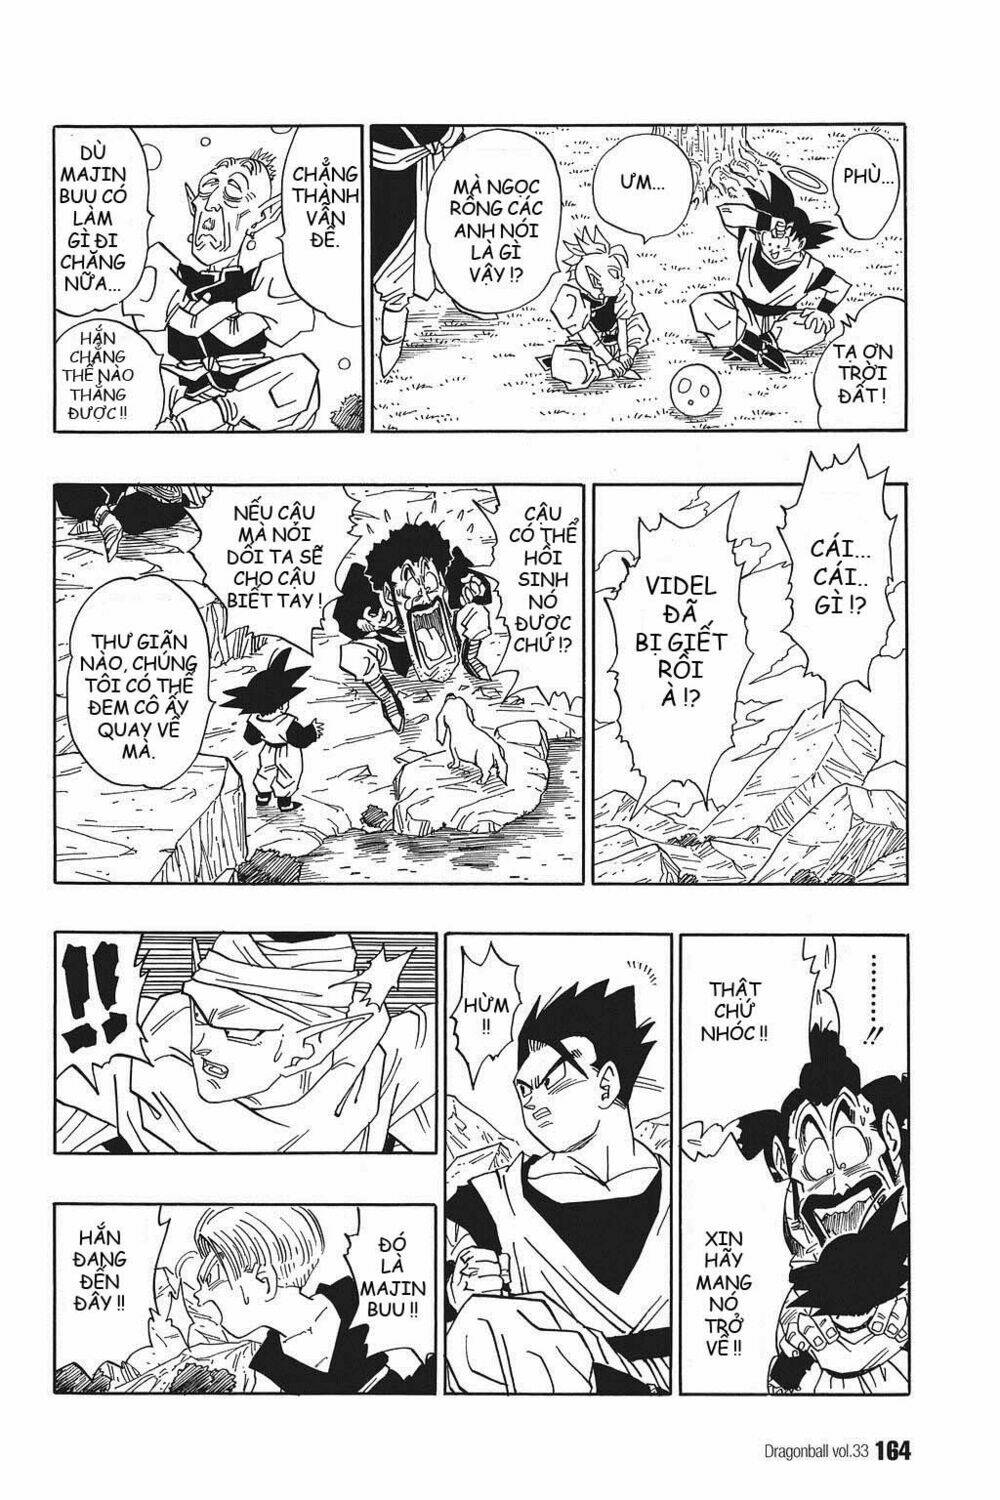 PHÙ...
TA ƠN
TRỜI
ĐẤT!
ƯM...
MÀ NGỌC
RỒNG CÁC
ANH NÓI
LÀ GÌ
VẬY!?
CHẲNG
THÀNH
VẤN
ĐỀ.
DÙ
MAJIN
BUU CÓ
LÀM
GÌ ĐI
CHĂNG
NỮA...
HẮN
CHẲNG
THỂ NÀO
THẮNG
ĐƯỢC!!
CÁI...
CÁI..
GÌ!?
VIDEL
ĐÃ
BỊ GIẾT
RỒI
À!?
CẬU
CÓ THỂ
HỒI
SINH
NÓ
ĐƯỢC
CHỨ!?
NẾU CẬU
MÀ NÓI
DỐI TA SẼ
CHO CẬU
BIẾT TAY!
THƯ GIÃN
NÀO, CHÚNG
TÔI CÓ THỂ
ĐEM CÔ ẤY
QUAY VỀ
MÀ.
........!!
THẬT
CHỨ
NHÓC!!
XIN
HÃY
MANG
NÓ
TRỞ
VỀ!!
HỪM
!!
!!
ĐÓ
LÀ
MAJIN
BUU!!
HẮN
ĐANG
ĐẾN
ĐÂY!!
Dragonball vol.33 164